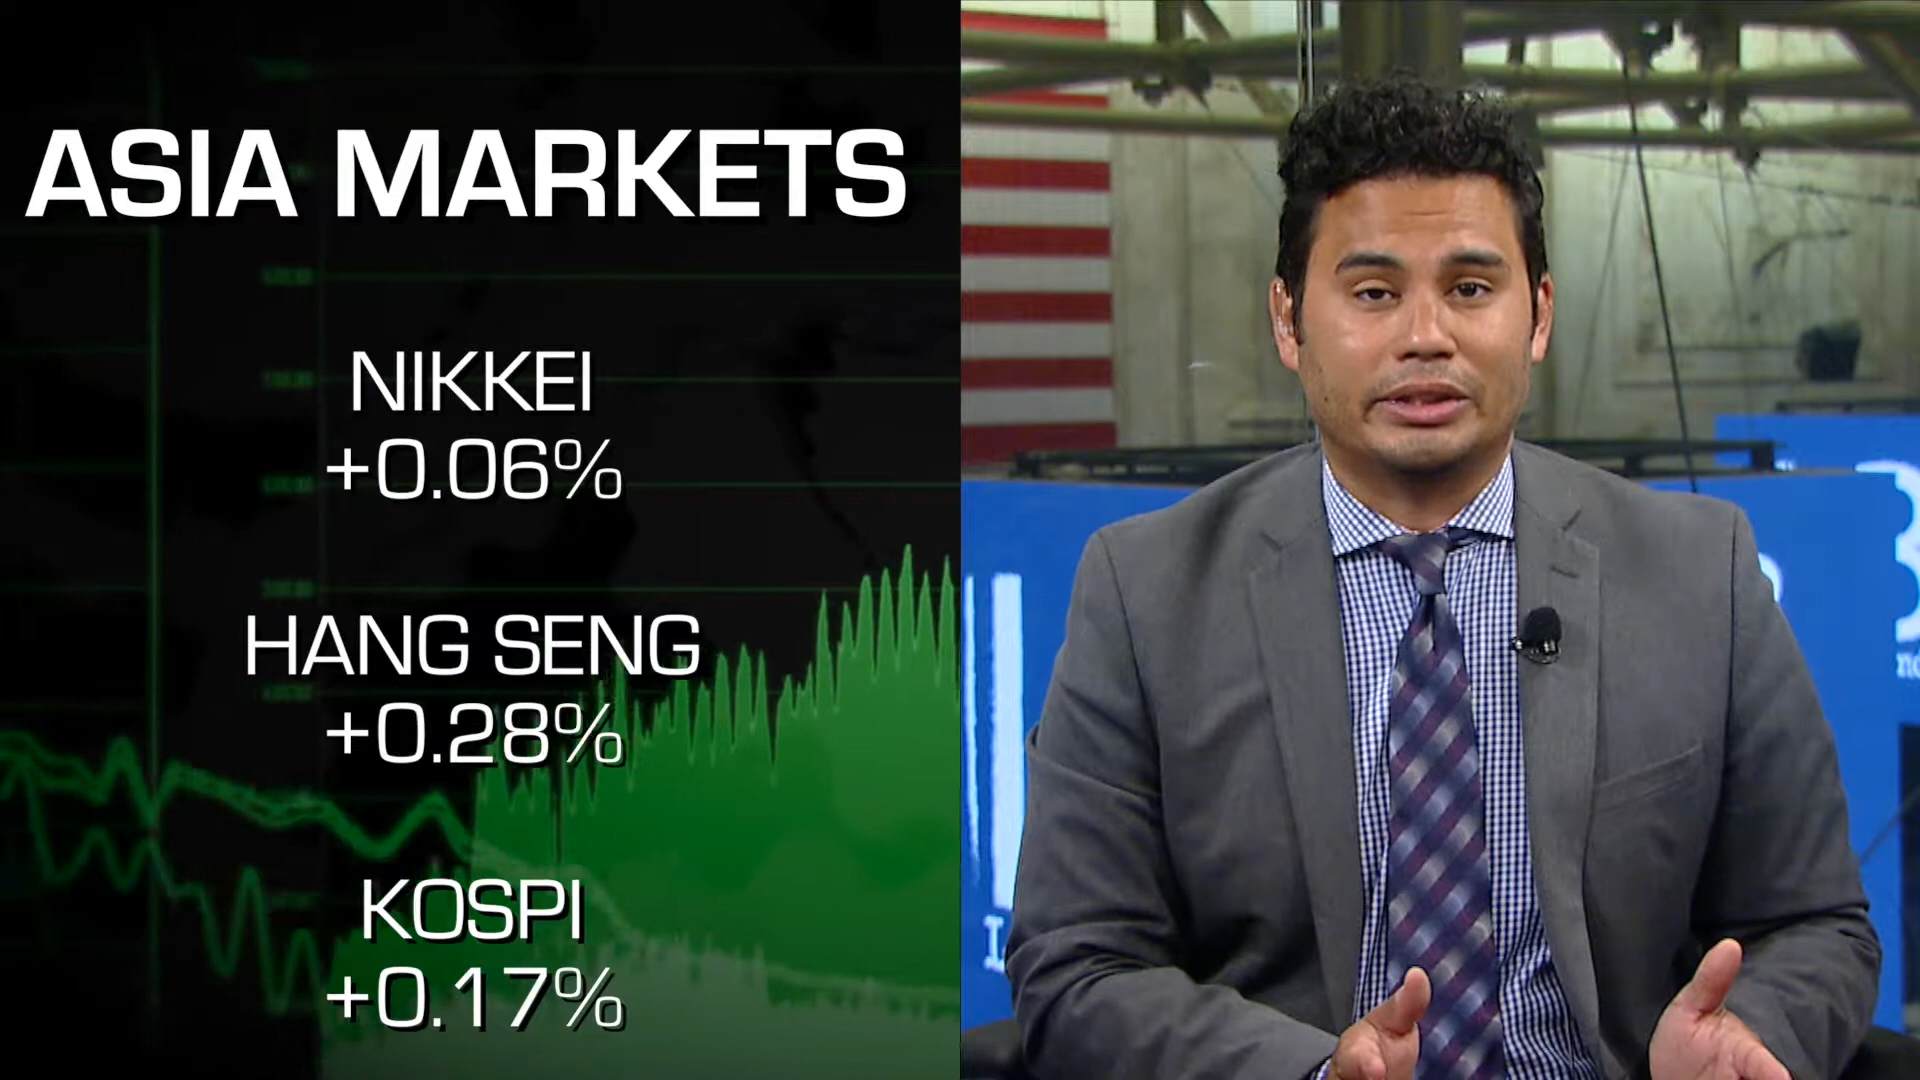 ASIA MARKETS
NIKKEI
+0.06%
HANG SENG
+0.28%
KOSPI
+0.17%